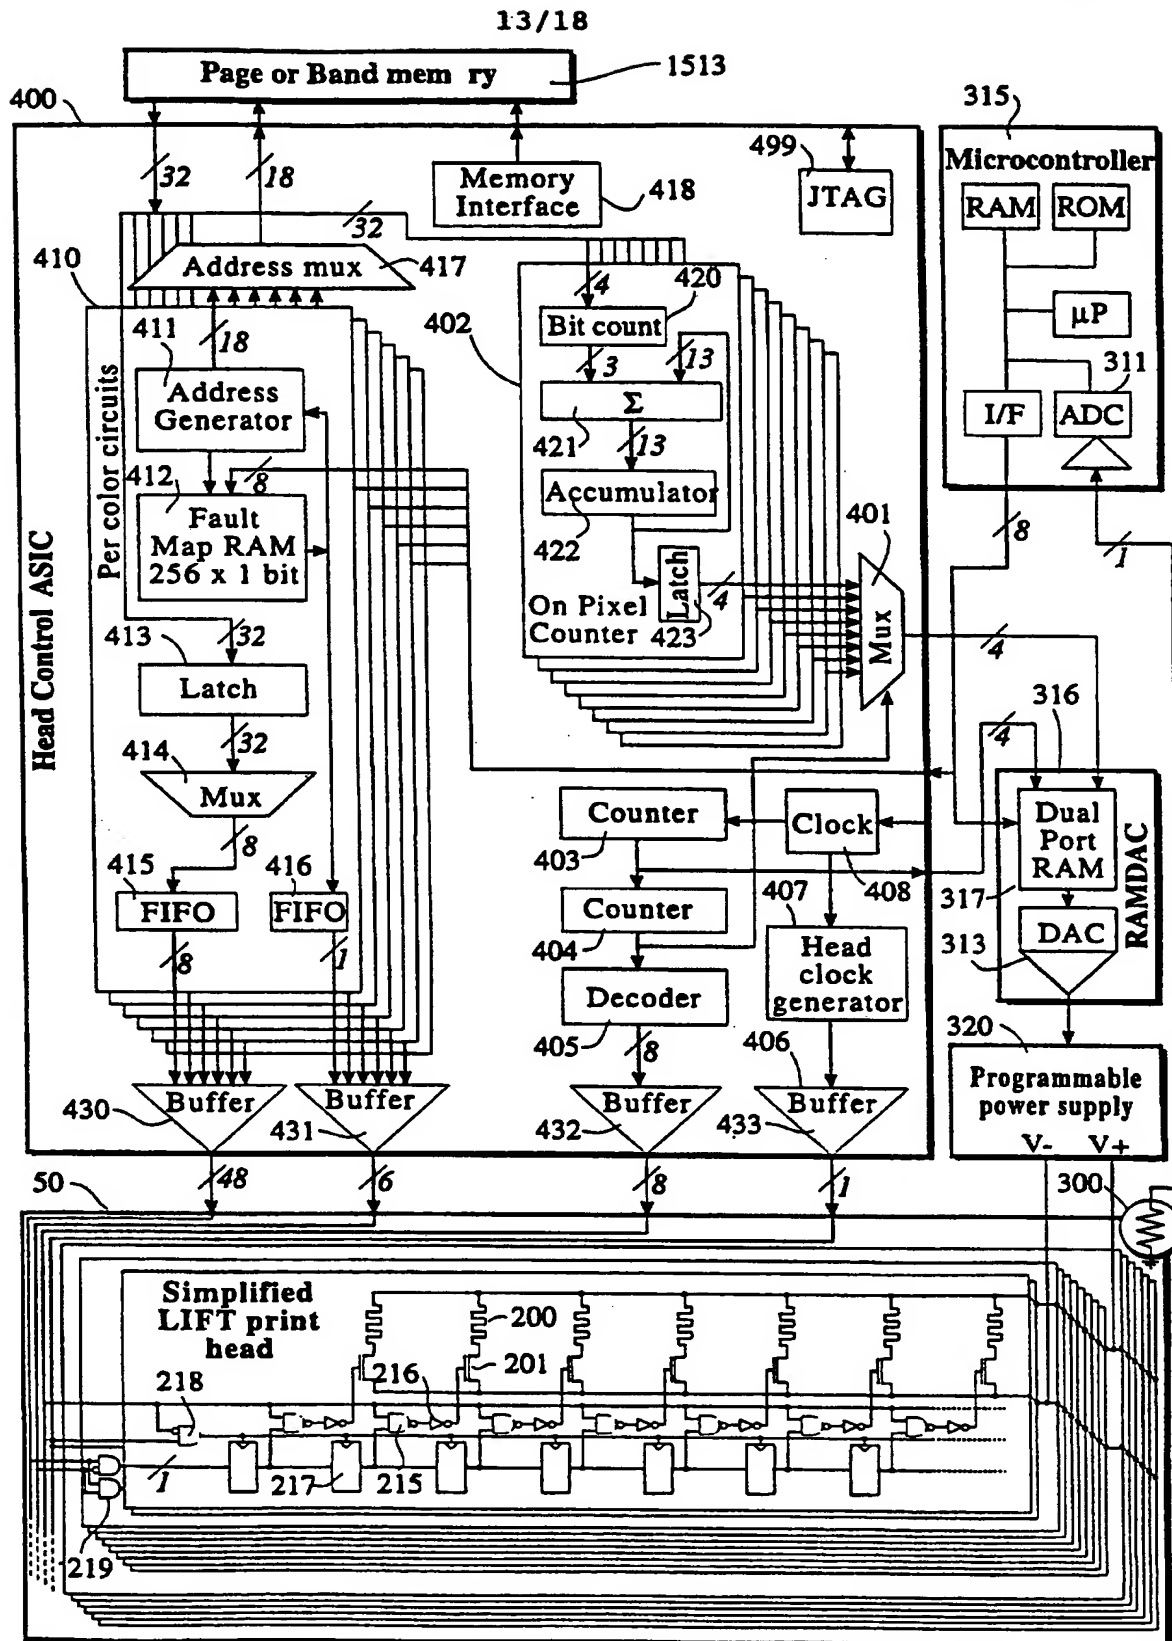 13/18
Page or Band mem ry
1513
400
315
32
18
499
JTAG
Memory
Interface
418
Microcontroller
RAM
ROM
µP
311
I/F
ADC
8
1
32
Address mux
417
410
18
411
Address
Generator
Per color circuits
412
8
Fault
Map RAM
256 x 1 bit
Head Control ASIC
413
32
Latch
32
414
Mux
8
415
416
FIFO
FIFO
8
1
4
420
402
Bit count
3
13
Σ
421
13
Accumulator
422
401
Latch
4
423
On Pixel
Counter
Mux
4
316
4
Counter
403
Clock
408
Counter
404
407
Head
clock
generator
Decoder
405
8
406
Dual
Port
RAM
317
DAC
313
RAMDAC
320
Programmable
power supply
V-
V+
Buffer
430
Buffer
431
Buffer
432
Buffer
433
48
6
8
1
50
300
Simplified
LIFT print
head
200
201
216
218
1
217
215
219